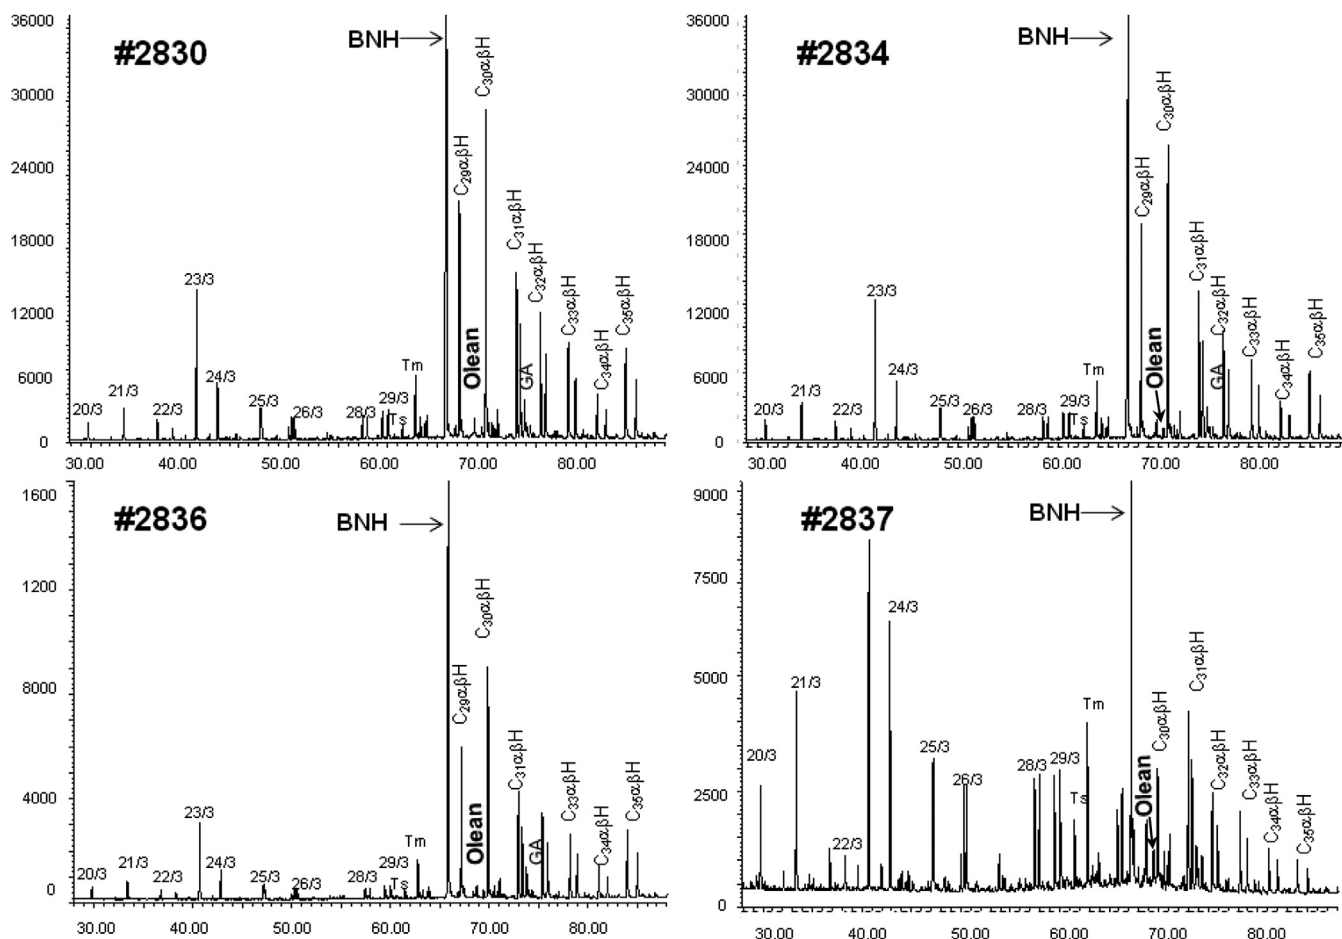 #2830
BNH
C30αβH
C29αβH
C31αβH
C32αβH
C33αβH
C34αβH
C35αβH
Olean
GA
20/3
21/3
22/3
23/3
24/3
25/3
26/3
28/3
29/3
Ts
Tm
36000
30000
24000
18000
12000
6000
0
30.00 40.00 50.00 60.00 70.00 80.00
#2834
BNH
C30αβH
C29αβH
C31αβH
C32αβH
C33αβH
C34αβH
C35αβH
Olean
GA
20/3
21/3
22/3
23/3
24/3
25/3
26/3
28/3
29/3
Ts
Tm
36000
30000
24000
18000
12000
6000
0
30.00 40.00 50.00 60.00 70.00 80.00
#2836
BNH
C30αβH
C29αβH
C31αβH
C33αβH
C34αβH
C35αβH
Olean
GA
20/3
21/3
22/3
23/3
24/3
25/3
26/3
28/3
29/3
Ts
Tm
1600
1200
8000
4000
0
30.00 40.00 50.00 60.00 70.00 80.00
#2837
BNH
C30αβH
C31αβH
C32αβH
C33αβH
C34αβH
C35αβH
Olean
20/3
21/3
22/3
24/3
25/3
26/3
28/3
29/3
Ts
Tm
9000
7500
5000
2500
0
30.00 40.00 50.00 60.00 70.00 80.00